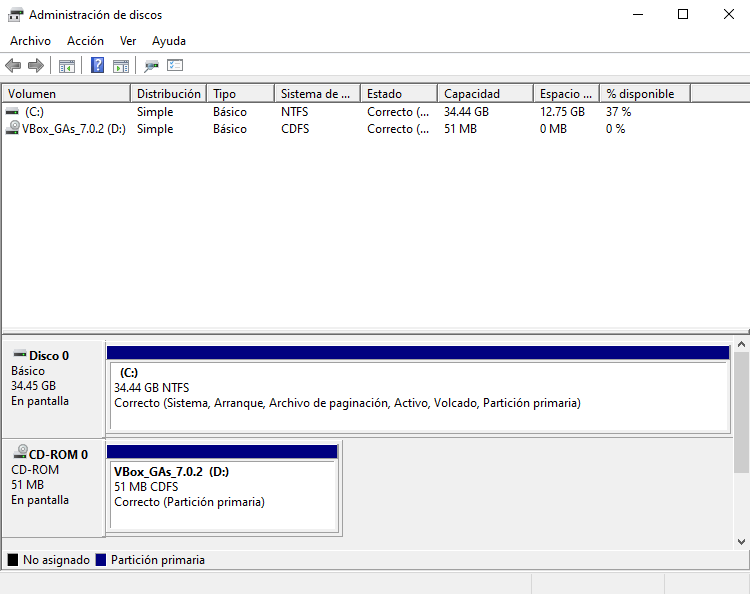 Administración de discos
Archivo Acción Ver Ayuda
Volumen Distribución Tipo Sistema de ... Estado Capacidad Espacio ... % disponible
(C:) Simple Básico NTFS Correcto (... 34.44 GB 12.75 GB 37 %
VBox_GAs_7.0.2 (D:) Simple Básico CDFS Correcto (... 51 MB 0 MB 0 %
Disco 0
Básico
34.45 GB
En pantalla
(C:)
34.44 GB NTFS
Correcto (Sistema, Arranque, Archivo de paginación, Activo, Volcado, Partición primaria)
CD-ROM 0
CD-ROM
51 MB
En pantalla
VBox_GAs_7.0.2 (D:)
51 MB CDFS
Correcto (Partición primaria)
No asignado Partición primaria